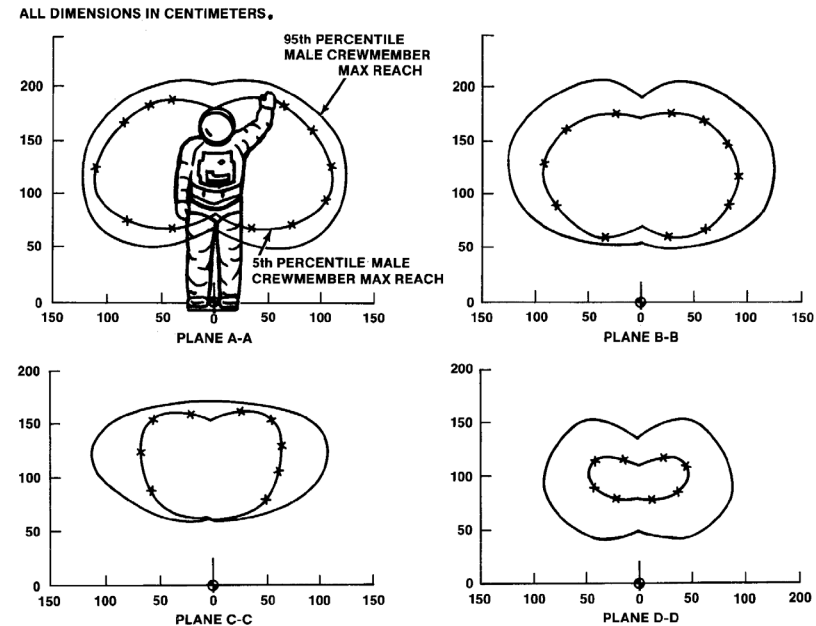 ALL DIMENSIONS IN CENTIMETERS.
95th PERCENTILE
MALE CREWMEMBER
MAX REACH
200
150
100
50
0
5th PERCENTILE MALE
CREWMEMBER MAX REACH
150 100 50 0 50 100 150
PLANE A-A
200
150
100
50
0
150 100 50 0 50 100 150
PLANE B-B
200
150
100
50
0
150 100 50 0 50 100 150
PLANE C-C
200
150
100
50
0
150 100 50 0 50 100 200
PLANE D-D